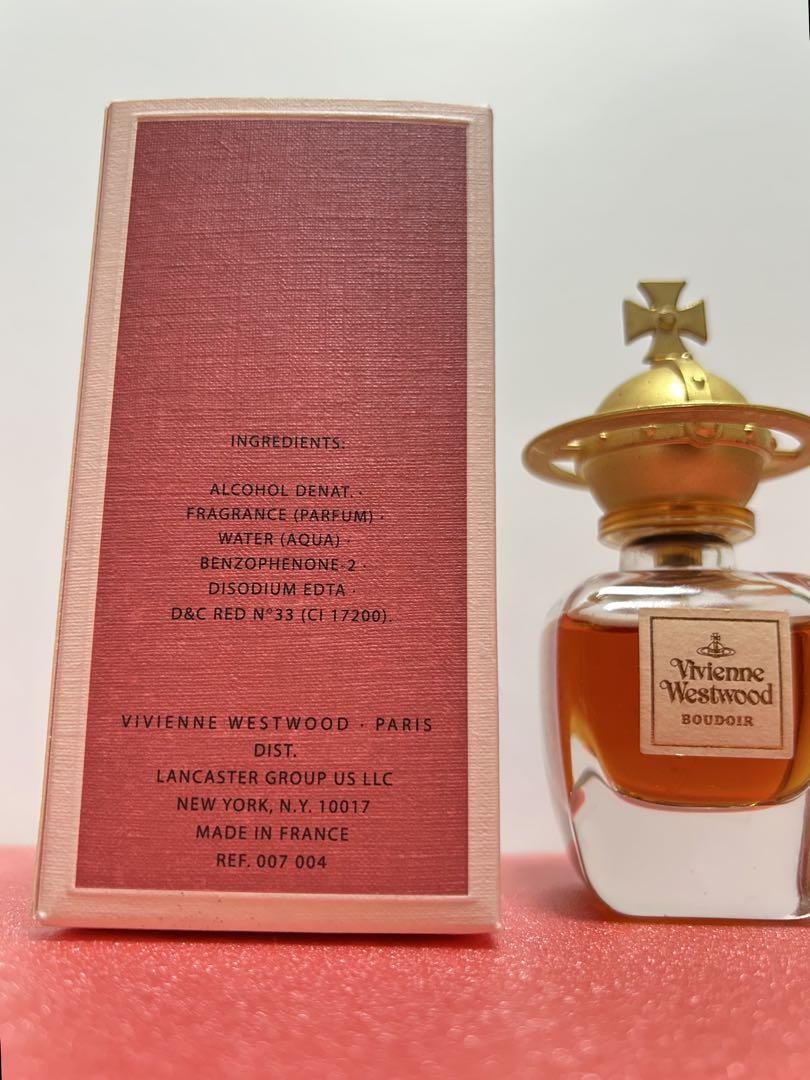 INGREDIENTS:
ALCOHOL DENAT. ·
FRAGRANCE (PARFUM) ·
WATER (AQUA) ·
BENZOPHENONE-2 ·
DISODIUM EDTA ·
D&C RED N°33 (CI 17200).
VIVIENNE WESTWOOD · PARIS
DIST.
LANCASTER GROUP US LLC
NEW YORK, N.Y. 10017
MADE IN FRANCE
REF. 007 004
Vivienne
Westwood
BOUDOIR